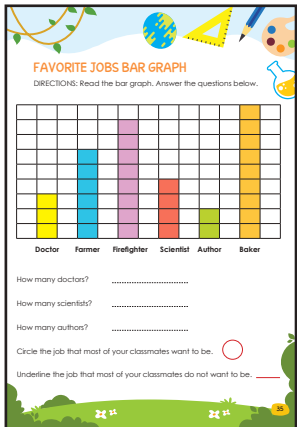 FAVORITE JOBS BAR GRAPH
DIRECTIONS: Read the bar graph. Answer the questions below.
Doctor Farmer Firefighter Scientist Author Baker
How many doctors? ................................
How many scientists? ................................
How many authors? ................................
Circle the job that most of your classmates want to be.
Underline the job that most of your classmates do not want to be. ____
35